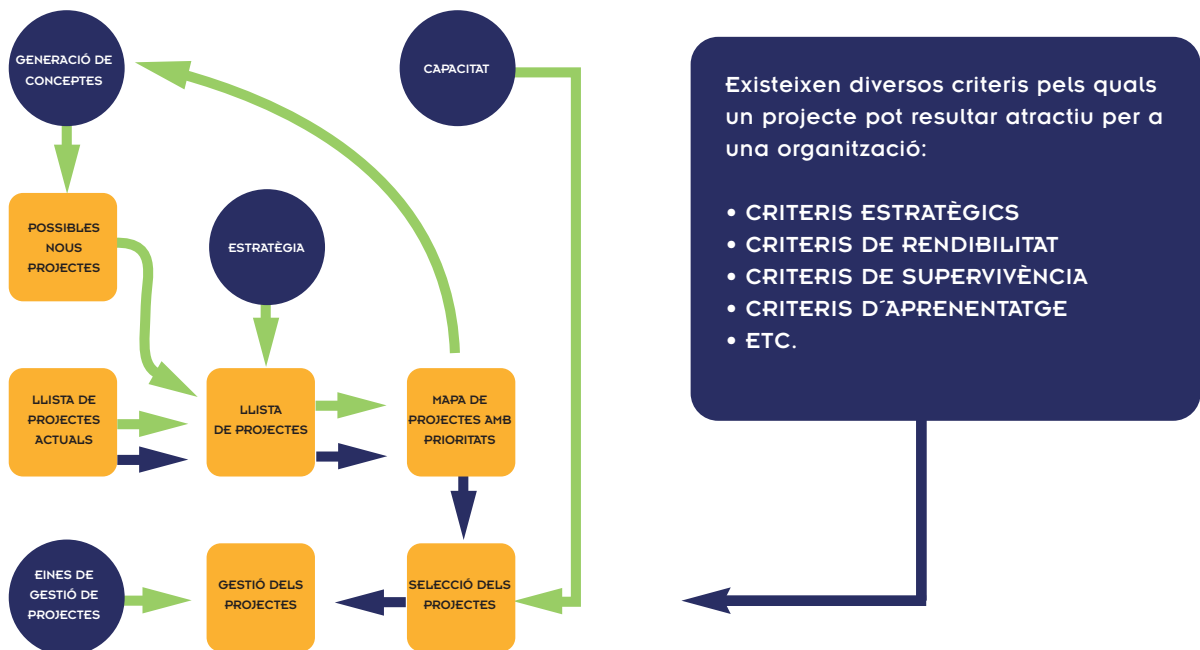 GENERACIÓ DE
CONCEPTES
CAPACITAT
POSSIBLES
NOUS
PROJECTES
ESTRATÈGIA
LLISTA DE
PROJECTES
ACTUALS
LLISTA
DE PROJECTES
MAPA DE
PROJECTES AMB
PRIORITATS
EINES DE
GESTIÓ DE
PROJECTES
GESTIÓ DELS
PROJECTES
SELECCIÓ DELS
PROJECTES
Existeixen diversos criteris pels quals
un projecte pot resultar atractiu per a
una organització:
• CRITERIS ESTRATÈGICS
• CRITERIS DE RENDIBILITAT
• CRITERIS DE SUPERVIVÈNCIA
• CRITERIS D´APRENENTATGE
• ETC.